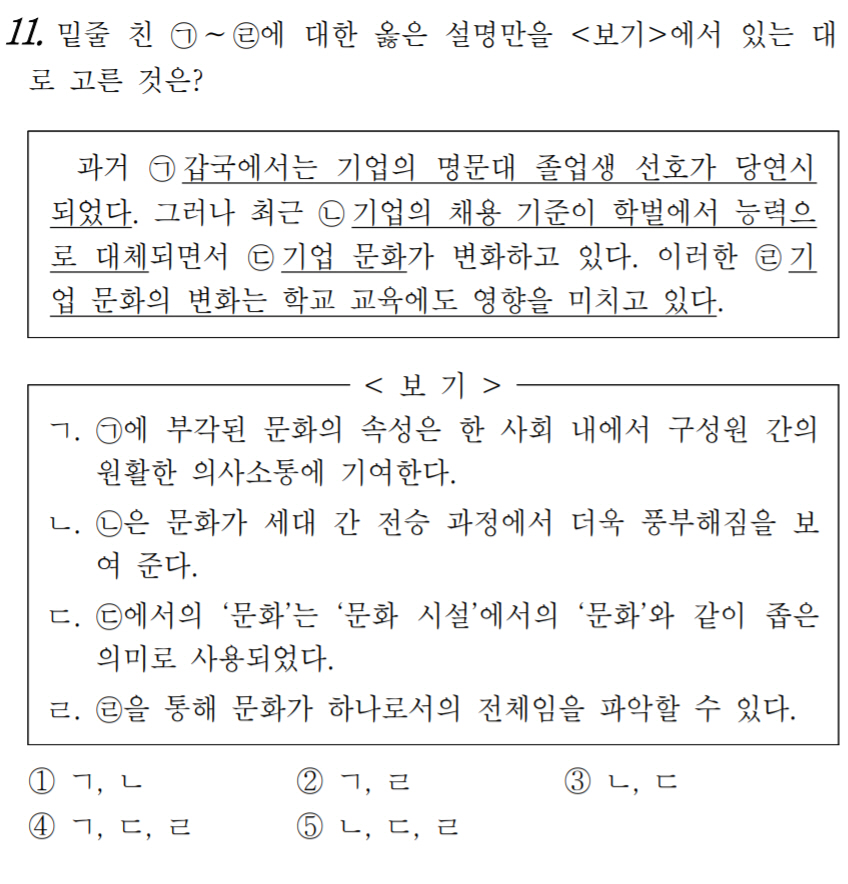 11. 밑줄 친 ㉠~㉣에 대한 옳은 설명만을 <보기>에서 있는 대
로 고른 것은?
과거 ㉠갑국에서는 기업의 명문대 졸업생 선호가 당연시
되었다. 그러나 최근 ㉡기업의 채용 기준이 학벌에서 능력으
로 대체되면서 ㉢기업 문화가 변화하고 있다. 이러한 ㉣기
업 문화의 변화는 학교 교육에도 영향을 미치고 있다.
< 보 기 >
ㄱ. ㉠에 부각된 문화의 속성은 한 사회 내에서 구성원 간의
원활한 의사소통에 기여한다.
ㄴ. ㉡은 문화가 세대 간 전승 과정에서 더욱 풍부해짐을 보
여 준다.
ㄷ. ㉢에서의 ‘문화’는 ‘문화 시설’에서의 ‘문화’와 같이 좁은
의미로 사용되었다.
ㄹ. ㉣을 통해 문화가 하나로서의 전체임을 파악할 수 있다.
① ㄱ, ㄴ ② ㄱ, ㄹ ③ ㄴ, ㄷ
④ ㄱ, ㄷ, ㄹ ⑤ ㄴ, ㄷ, ㄹ